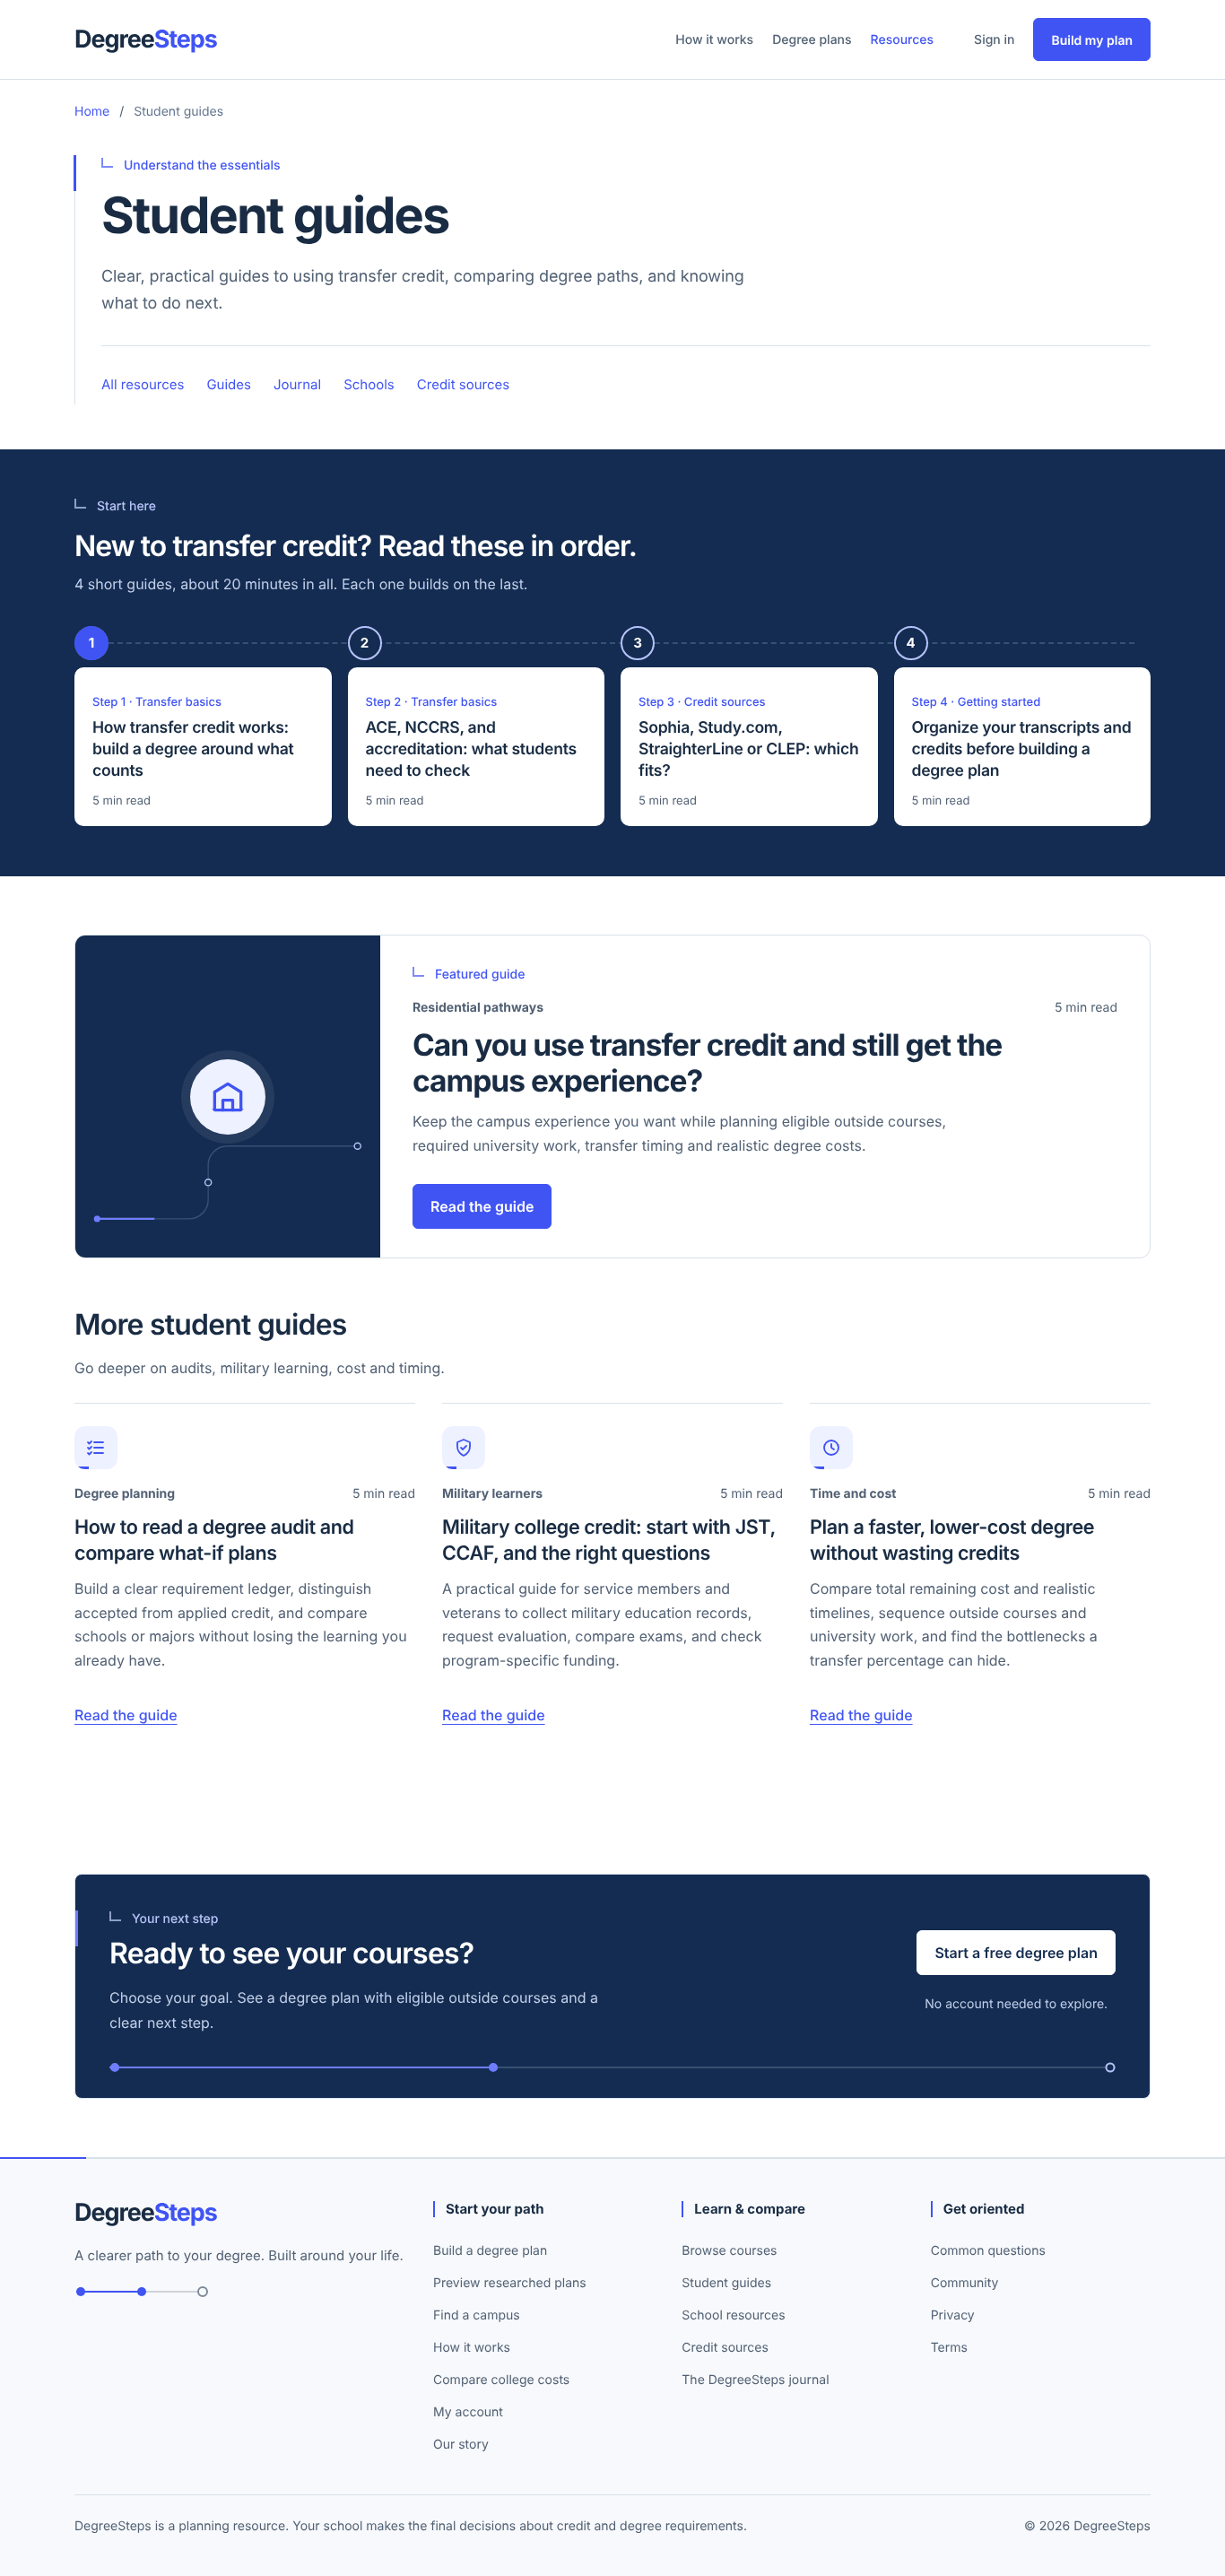 DegreeSteps
How it works
Degree plans
Resources
Sign in
Build my plan
Home / Student guides
Understand the essentials
Student guides
Clear, practical guides to using transfer credit, comparing degree paths, and knowing
what to do next.
All resources
Guides
Journal
Schools
Credit sources
Start here
New to transfer credit? Read these in order.
4 short guides, about 20 minutes in all. Each one builds on the last.
1
2
3
4
Step 1 · Transfer basics
How transfer credit works:
build a degree around what
counts
5 min read
Step 2 · Transfer basics
ACE, NCCRS, and
accreditation: what students
need to check
5 min read
Step 3 · Credit sources
Sophia, Study.com,
StraighterLine or CLEP: which
fits?
5 min read
Step 4 · Getting started
Organize your transcripts and
credits before building a
degree plan
5 min read
Featured guide
Residential pathways
5 min read
Can you use transfer credit and still get the
campus experience?
Keep the campus experience you want while planning eligible outside courses,
required university work, transfer timing and realistic degree costs.
Read the guide
More student guides
Go deeper on audits, military learning, cost and timing.
Degree planning
5 min read
How to read a degree audit and
compare what-if plans
Build a clear requirement ledger, distinguish
accepted from applied credit, and compare
schools or majors without losing the learning you
already have.
Read the guide
Military learners
5 min read
Military college credit: start with JST,
CCAF, and the right questions
A practical guide for service members and
veterans to collect military education records,
request evaluation, compare exams, and check
program-specific funding.
Read the guide
Time and cost
5 min read
Plan a faster, lower-cost degree
without wasting credits
Compare total remaining cost and realistic
timelines, sequence outside courses and
university work, and find the bottlenecks a
transfer percentage can hide.
Read the guide
Your next step
Ready to see your courses?
Choose your goal. See a degree plan with eligible outside courses and a
clear next step.
Start a free degree plan
No account needed to explore.
DegreeSteps
A clearer path to your degree. Built around your life.
Start your path
Build a degree plan
Preview researched plans
Find a campus
How it works
Compare college costs
My account
Our story
Learn & compare
Browse courses
Student guides
School resources
Credit sources
The DegreeSteps journal
Get oriented
Common questions
Community
Privacy
Terms
DegreeSteps is a planning resource. Your school makes the final decisions about credit and degree requirements.
© 2026 DegreeSteps